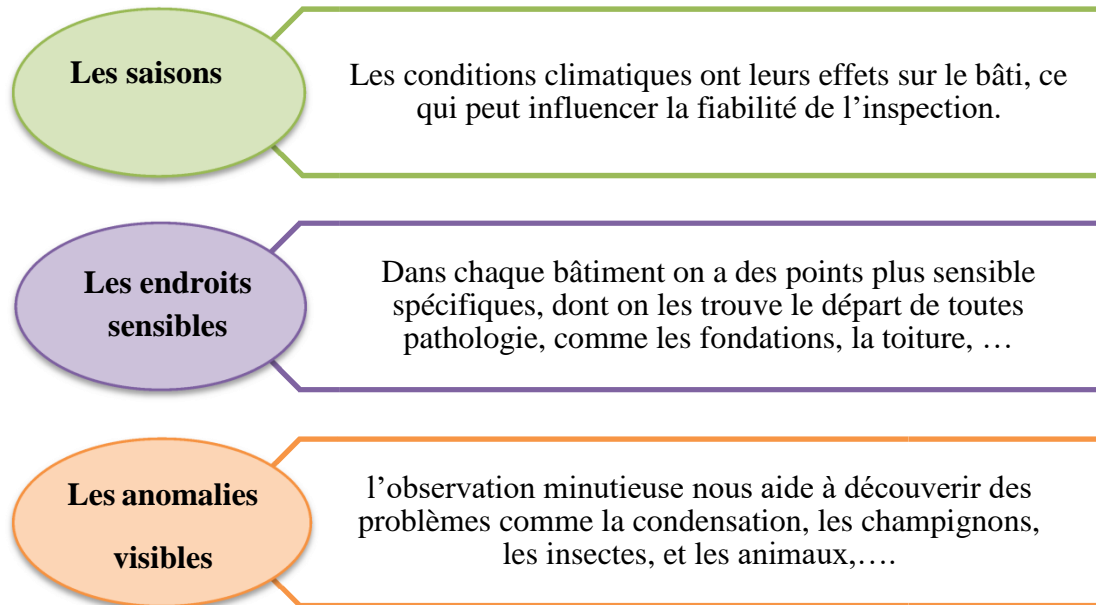 Les saisons
Les conditions climatiques ont leurs effets sur le bâti, ce
qui peut influencer la fiabilité de l’inspection.
Les endroits
sensibles
Dans chaque bâtiment on a des points plus sensible
spécifiques, dont on les trouve le départ de toutes
pathologie, comme les fondations, la toiture, …
Les anomalies
visibles
l’observation minutieuse nous aide à découverir des
problèmes comme la condensation, les champignons,
les insectes, et les animaux,….